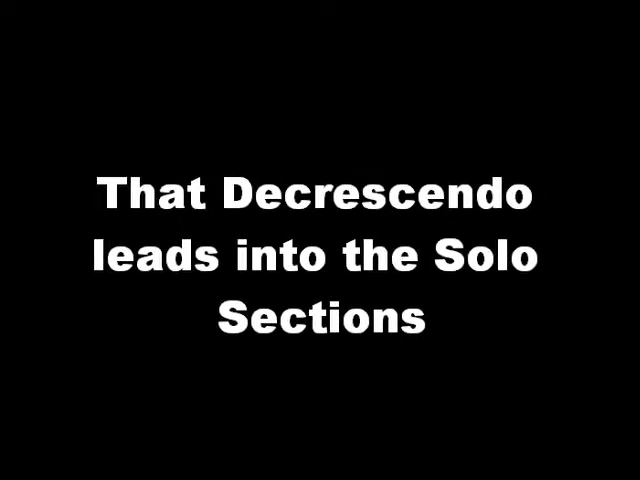 That Decrescendo
leads into the Solo
Sections